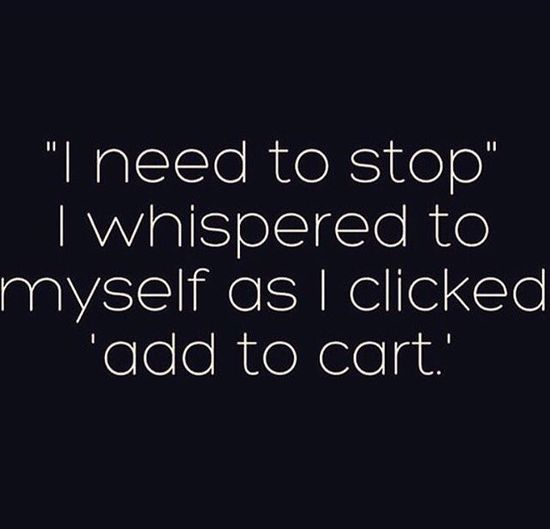 "I need to stop"
I whispered to
myself as I clicked
'add to cart.'